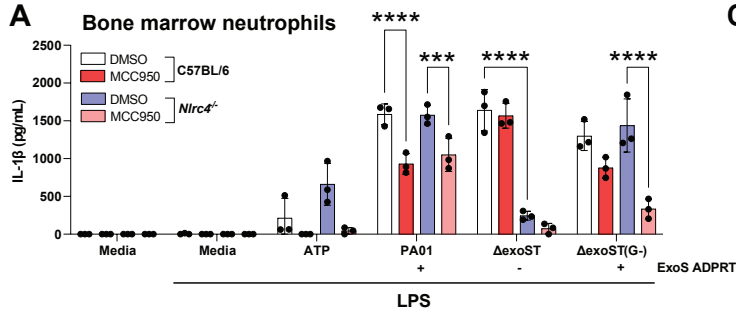 A Bone marrow neutrophils
C
IL-1β (pg/mL)
2500
2000
1500
1000
500
0
DMSO
MCC950
C57BL/6
DMSO
MCC950
Nlrc4-/-
**** *** **** ****
Media Media ATP PA01 ΔexoST ΔexoST(G-)
+ - + ExoS ADPRT
LPS